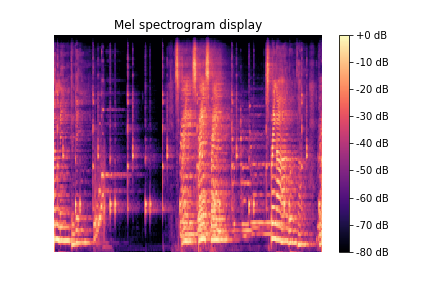 Mel spectrogram display
+0 dB
-10 dB
-20 dB
-30 dB
-40 dB
-50 dB
-60 dB
-70 dB
-80 dB